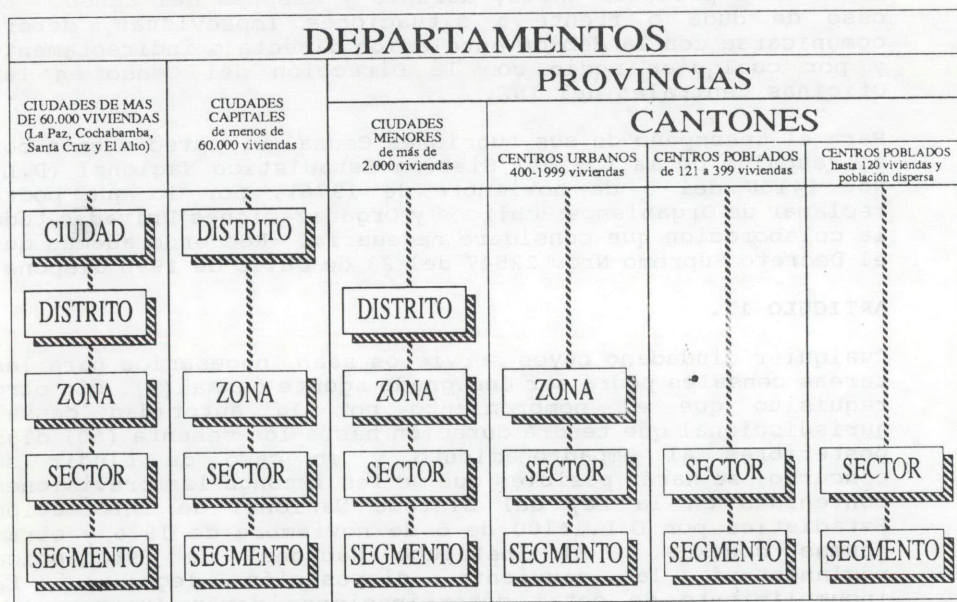 DEPARTAMENTOS
PROVINCIAS
CANTONES
CIUDADES DE MAS
DE 60.000 VIVIENDAS
(La Paz, Cochabamba,
Santa Cruz y El Alto)
CIUDADES
CAPITALES
de menos de
60.000 viviendas
CIUDADES
MENORES
de más de
2.000 viviendas
CENTROS URBANOS
400-1999 viviendas
CENTROS POBLADOS
de 121 a 399 viviendas
CENTROS POBLADOS
hasta 120 viviendas y
población dispersa
CIUDAD
DISTRITO
DISTRITO
DISTRITO
ZONA
ZONA
ZONA
ZONA
SECTOR
SECTOR
SECTOR
SECTOR
SECTOR
SECTOR
SEGMENTO
SEGMENTO
SEGMENTO
SEGMENTO
SEGMENTO
SEGMENTO